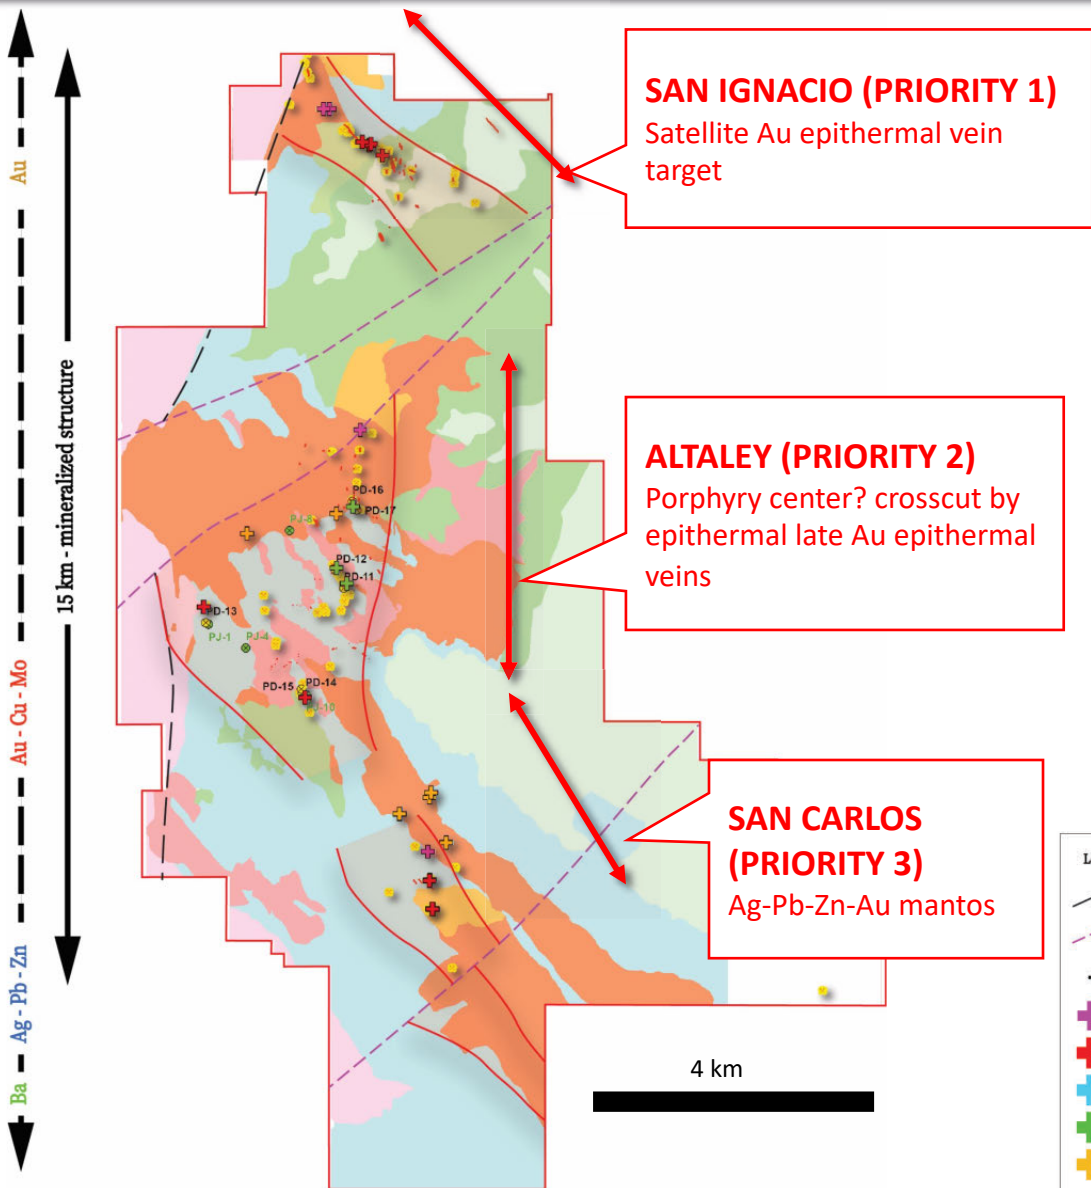 SAN IGNACIO (PRIORITY 1)
Satellite Au epithermal vein
target
ALTALEY (PRIORITY 2)
Porphyry center? crosscut by
epithermal late Au epithermal
veins
SAN CARLOS
(PRIORITY 3)
Ag-Pb-Zn-Au mantos
Au
Au - Cu - Mo
Ag - Pb - Zn
Ba
15 km - mineralized structure
PD-16
PD-17
PD-12
PD-11
PD-13
PJ-1
PJ-4
PD-15
PD-14
PJ-10
4 km